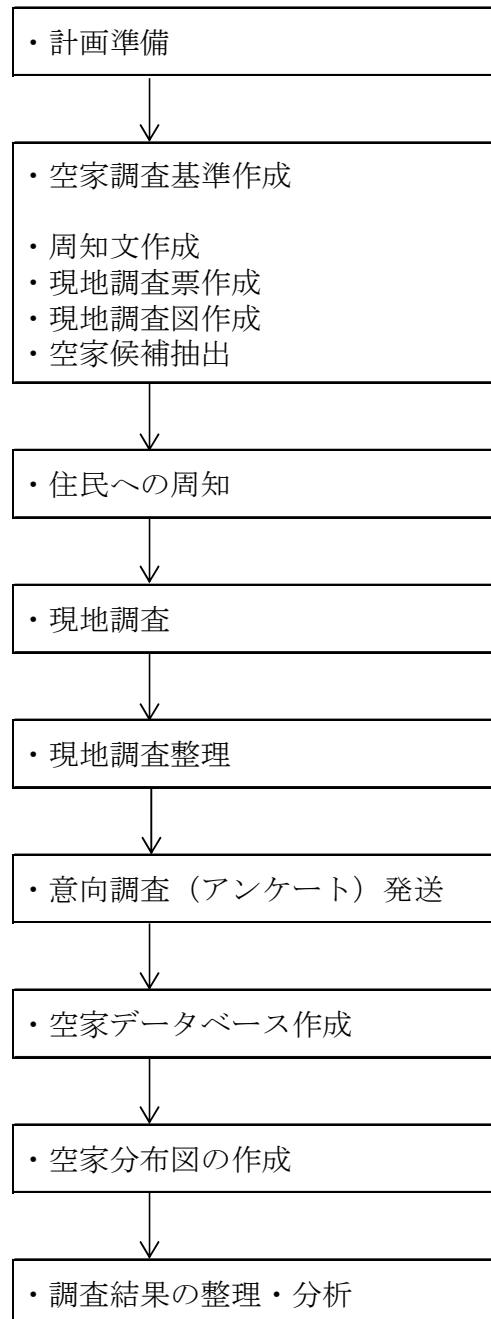 ・計画準備
・空家調査基準作成
・周知文作成
・現地調査票作成
・現地調査図作成
・空家候補抽出
・住民への周知
・現地調査
・現地調査整理
・意向調査（アンケート）発送
・空家データベース作成
・空家分布図の作成
・調査結果の整理・分析